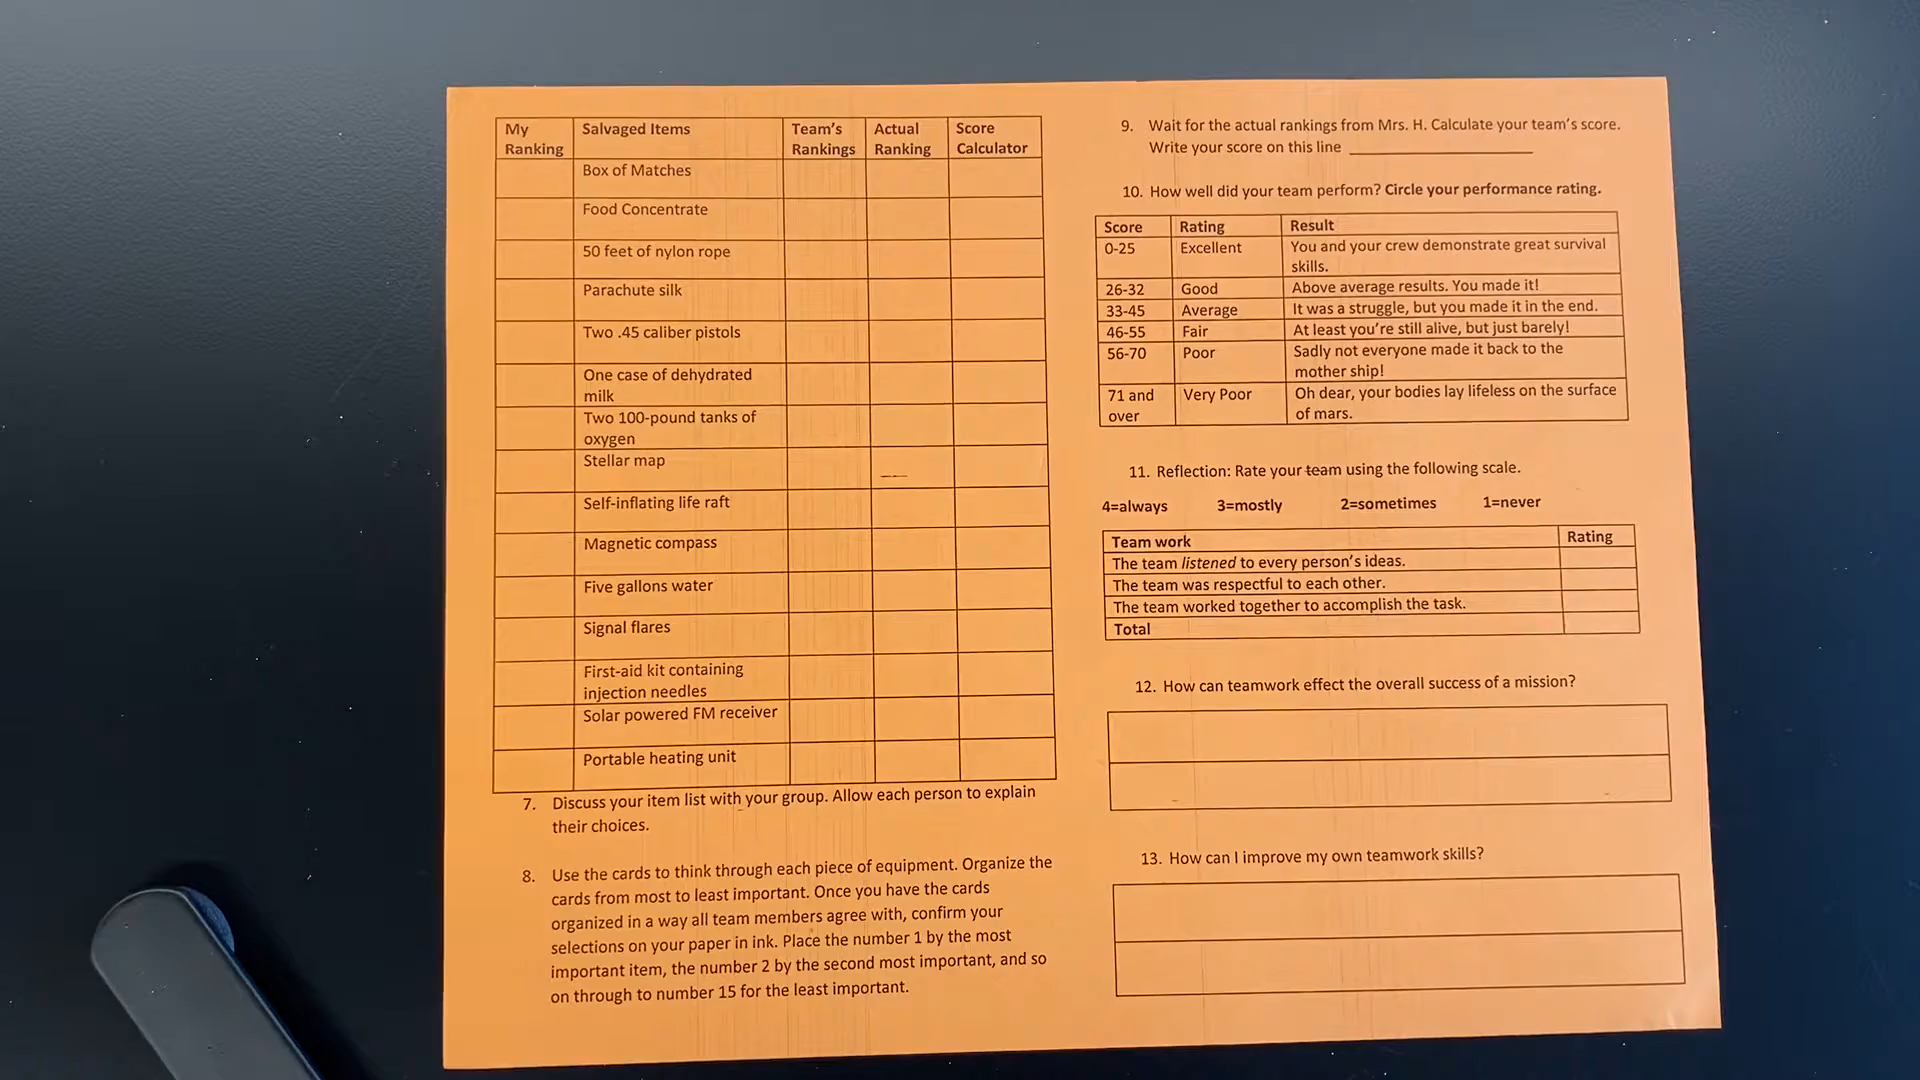 My Ranking
Salvaged Items
Team's Rankings
Actual Ranking
Score Calculator
Box of Matches
Food Concentrate
50 feet of nylon rope
Parachute silk
Two .45 caliber pistols
One case of dehydrated
milk
Two 100-pound tanks of
oxygen
Stellar map
Self-inflating life raft
Magnetic compass
Five gallons water
Signal flares
First-aid kit containing
injection needles
Solar powered FM receiver
Portable heating unit
7. Discuss your item list with your group. Allow each person to explain
their choices.
8. Use the cards to think through each piece of equipment. Organize the
cards from most to least important. Once you have the cards
organized in a way all team members agree with, confirm your
selections on your paper in ink. Place the number 1 by the most
important item, the number 2 by the second most important, and so
on through to number 15 for the least important.
9. Wait for the actual rankings from Mrs. H. Calculate your team's score.
Write your score on this line
10. How well did your team perform? Circle your performance rating.
Score Rating Result
0-25 Excellent You and your crew demonstrate great survival
skills.
26-32 Good Above average results. You made it!
33-45 Average It was a struggle, but you made it in the end.
46-55 Fair At least you're still alive, but just barely!
56-70 Poor Sadly not everyone made it back to the
mother ship!
71 and Very Poor Oh dear, your bodies lay lifeless on the surface
over of mars.
11. Reflection: Rate your team using the following scale.
4=always 3=mostly 2=sometimes 1=never
Team work Rating
The team listened to every person's ideas.
The team was respectful to each other.
The team worked together to accomplish the task.
Total
12. How can teamwork effect the overall success of a mission?
13. How can I improve my own teamwork skills?